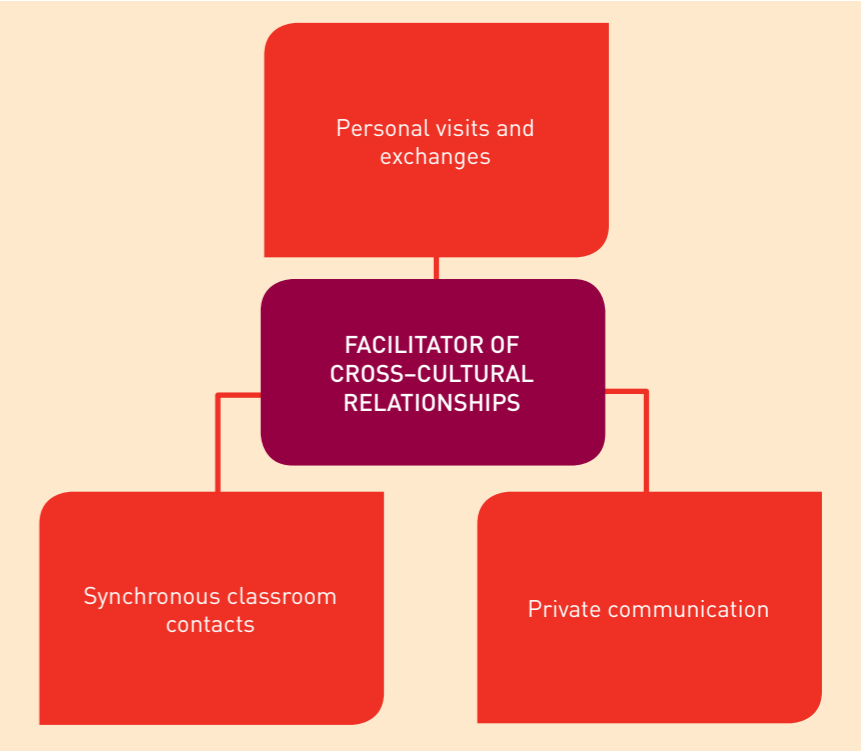 Personal visits and
exchanges
FACILITATOR OF
CROSS–CULTURAL
RELATIONSHIPS
Synchronous classroom
contacts
Private communication